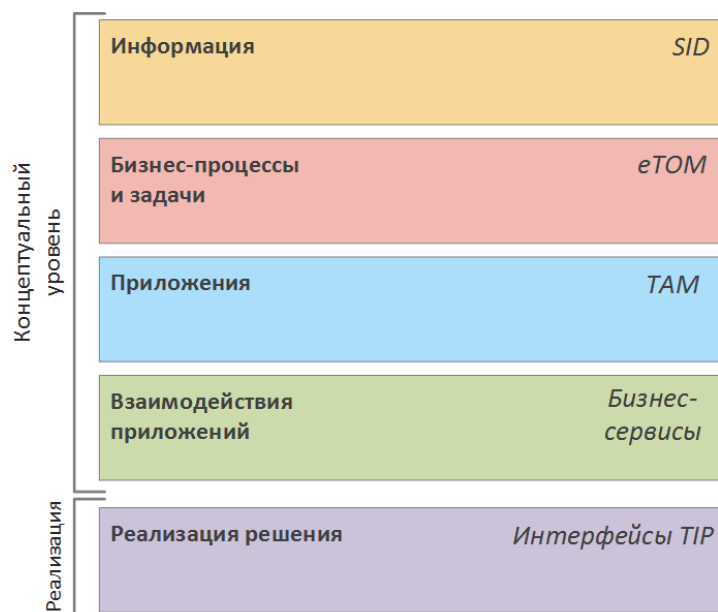 Концептуальный
уровень
Информация
SID
Бизнес-процессы
и задачи
eTOM
Приложения
TAM
Взаимодействия
приложений
Бизнес-
сервисы
Реализация
Реализация решения
Интерфейсы TIP